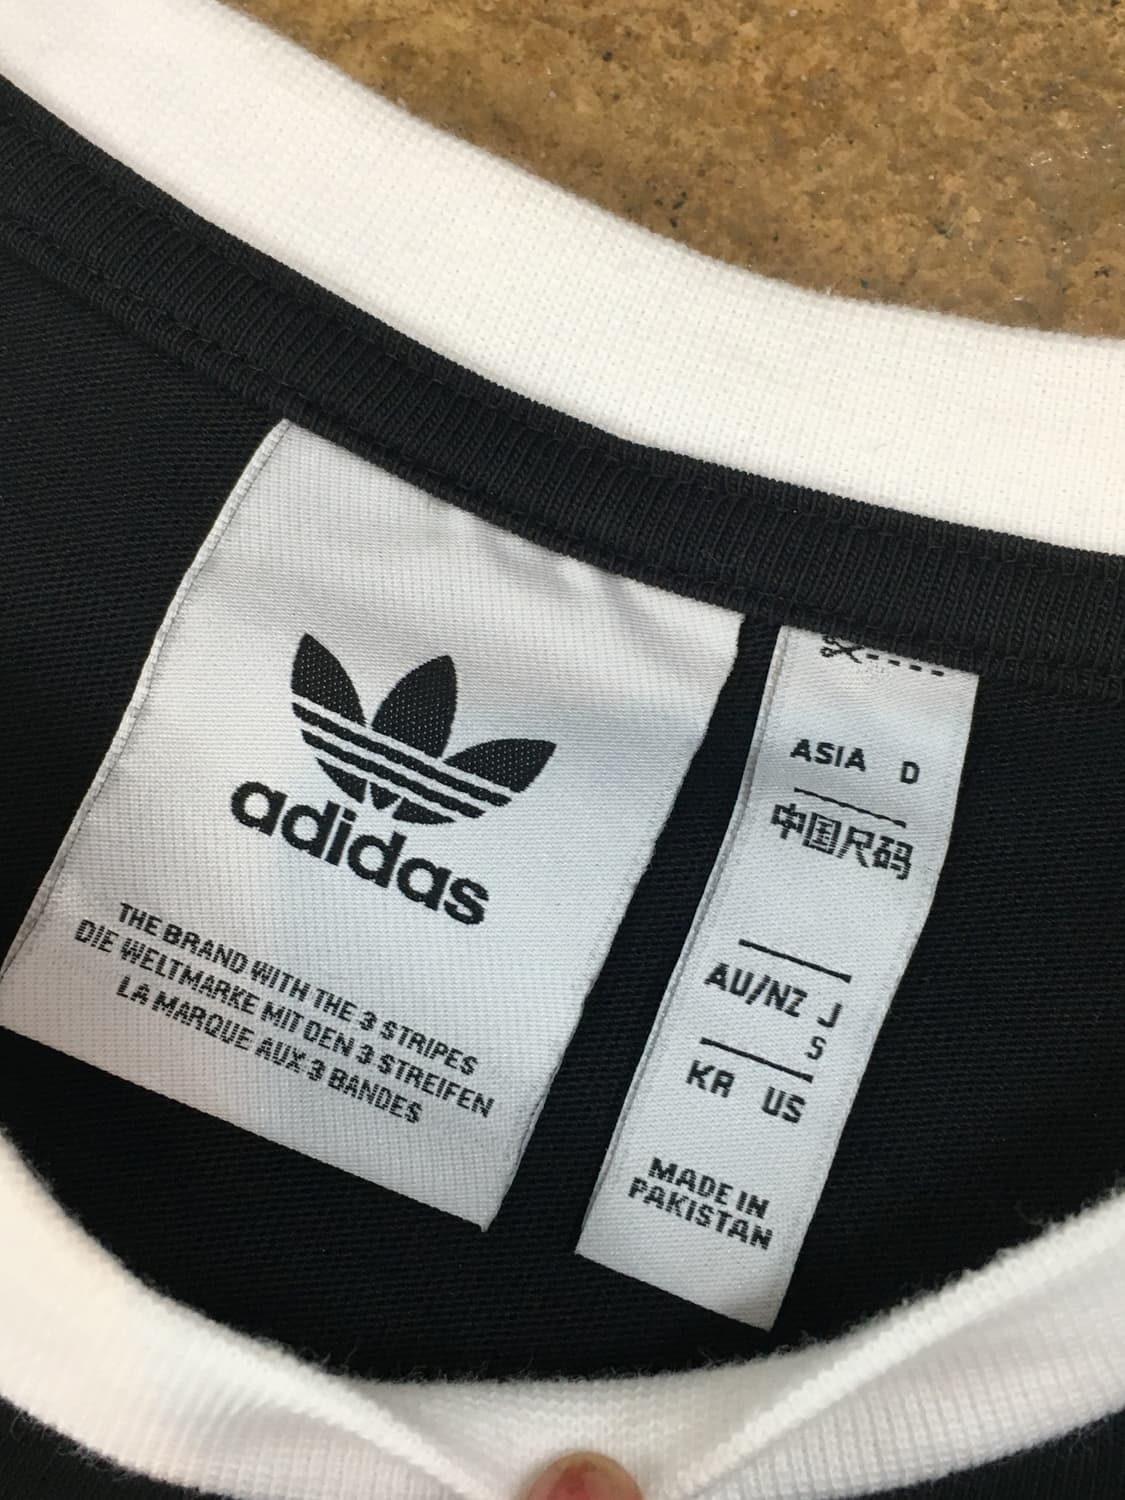 adidas
THE BRAND WITH THE 3 STRIPES
DIE WELTMARKE MIT DEN 3 STREIFEN
LA MARQUE AUX 3 BANDES
ASIA D
中国尺码
AU/NZ J
S
KR US
MADE IN
PAKISTAN